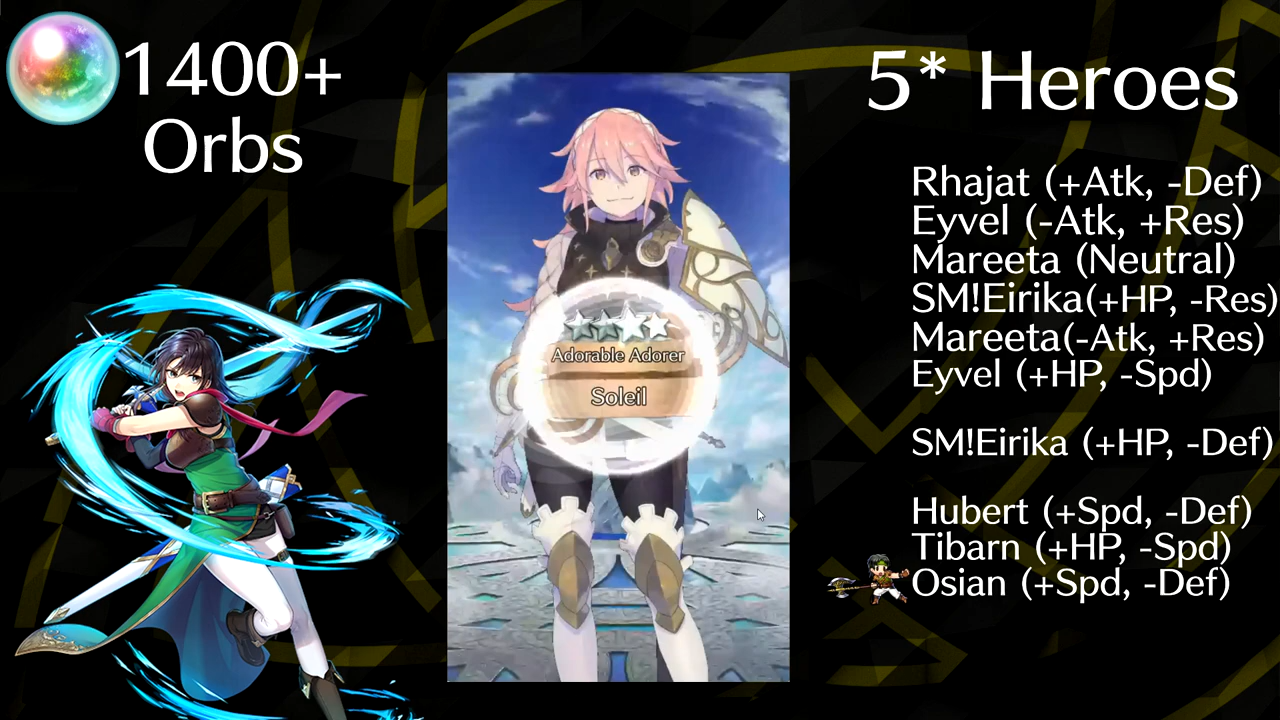 1400+
Orbs
Adorable Adorer
Soleil
5* Heroes
Rhajat (+Atk, -Def)
Eyvel (-Atk, +Res)
Mareeta (Neutral)
SM!Eirika(+HP, -Res)
Mareeta(-Atk, +Res)
Eyvel (+HP, -Spd)
SM!Eirika (+HP, -Def)
Hubert (+Spd, -Def)
Tibarn (+HP, -Spd)
Osian (+Spd, -Def)